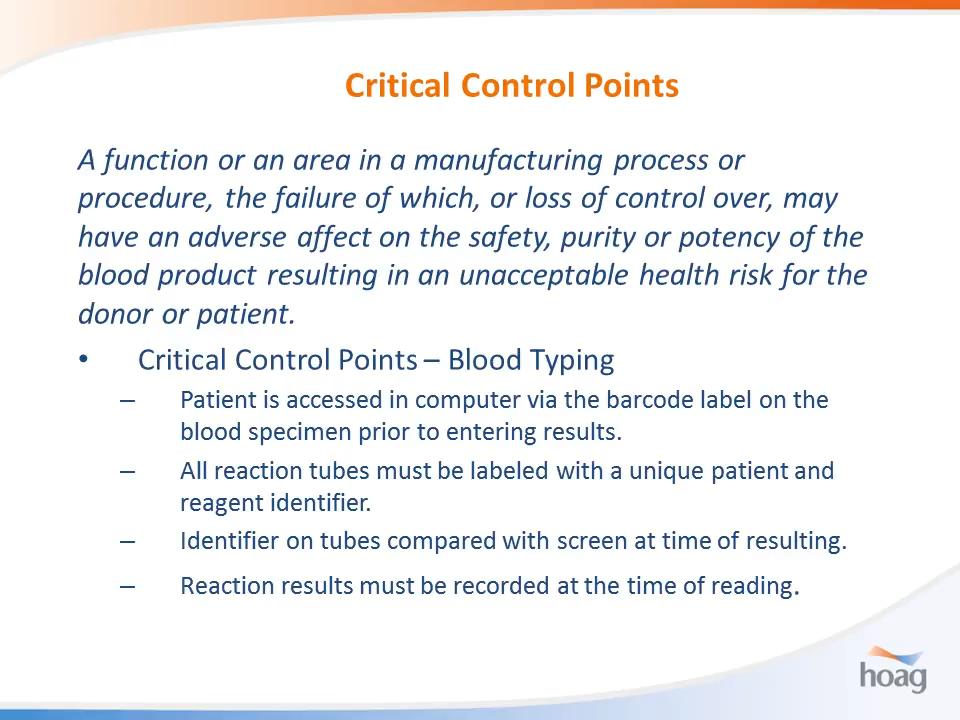 Critical Control Points
A function or an area in a manufacturing process or
procedure, the failure of which, or loss of control over, may
have an adverse affect on the safety, purity or potency of the
blood product resulting in an unacceptable health risk for the
donor or patient.
• Critical Control Points – Blood Typing
– Patient is accessed in computer via the barcode label on the
blood specimen prior to entering results.
– All reaction tubes must be labeled with a unique patient and
reagent identifier.
– Identifier on tubes compared with screen at time of resulting.
– Reaction results must be recorded at the time of reading.
hoag